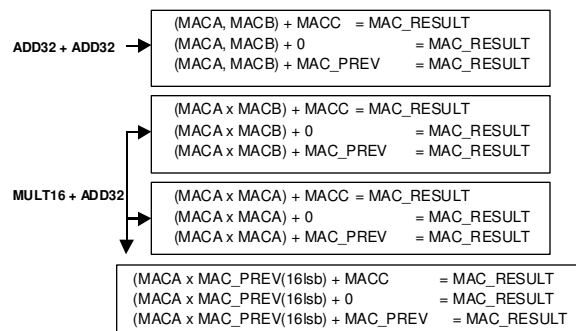 (MACA, MACB) + MACC = MAC_RESULT
ADD32 + ADD32
(MACA, MACB) + 0 = MAC_RESULT
(MACA, MACB) + MAC_PREV = MAC_RESULT
(MACA x MACB) + MACC = MAC_RESULT
(MACA x MACB) + 0 = MAC_RESULT
(MACA x MACB) + MAC_PREV = MAC_RESULT
MULT16 + ADD32
(MACA x MACA) + MACC = MAC_RESULT
(MACA x MACA) + 0 = MAC_RESULT
(MACA x MACA) + MAC_PREV = MAC_RESULT
(MACA x MAC_PREV(16lsb) + MACC = MAC_RESULT
(MACA x MAC_PREV(16lsb) + 0 = MAC_RESULT
(MACA x MAC_PREV(16lsb) + MAC_PREV = MAC_RESULT